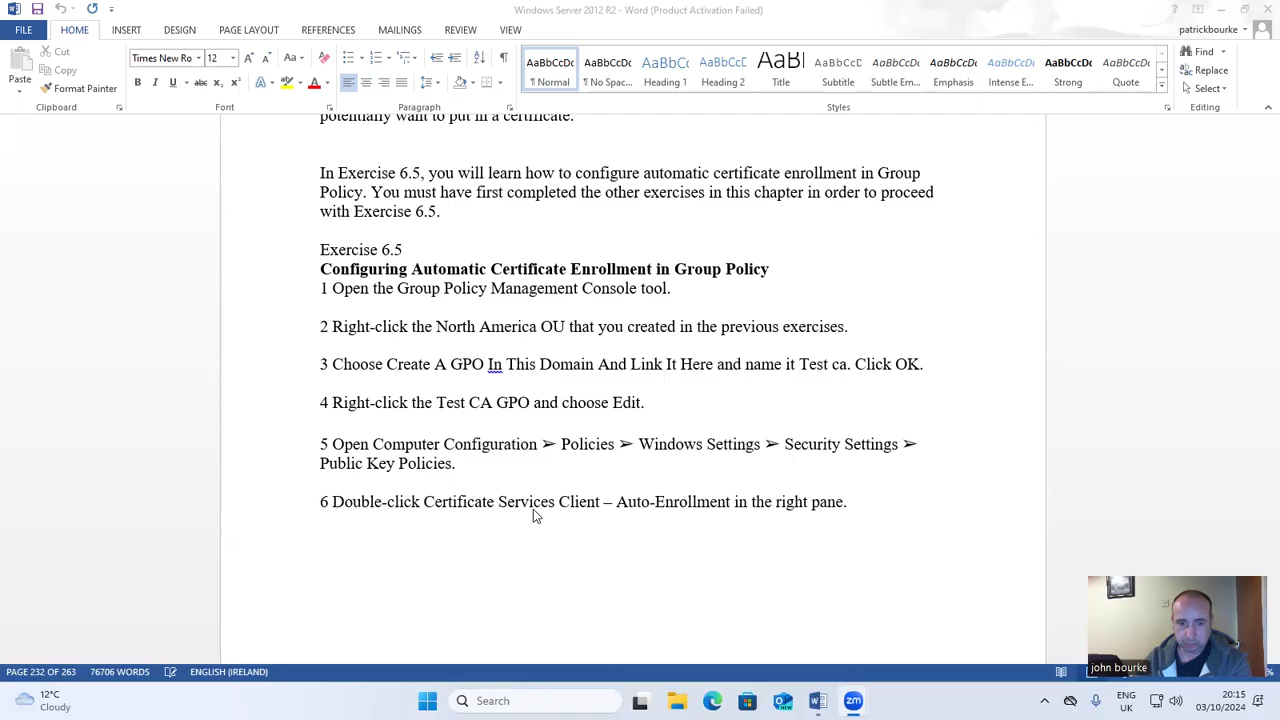 Windows Server 2012 R2 - Word (Product Activation Failed)
FILE HOME INSERT DESIGN PAGE LAYOUT REFERENCES MAILINGS REVIEW VIEW patrickbourke
Paste
Cut
Copy
Format Painter
Clipboard
Times New Ro 12
Font
Paragraph
AaBbCcDc AaBbCcDc AaBbCc AaBbCcC AaBl AaBbCcC AaBbCcDc AaBbCcDc AaBbCcDc AaBbCcDc AaBbCcDc
¶ Normal ¶ No Spac... Heading 1 Heading 2 Title Subtitle Subtle Em... Emphasis Intense E... Strong Quote
Styles
Find
Replace
Select
Editing
potentially want to put in a certificate.
In Exercise 6.5, you will learn how to configure automatic certificate enrollment in Group
Policy. You must have first completed the other exercises in this chapter in order to proceed
with Exercise 6.5.
Exercise 6.5
Configuring Automatic Certificate Enrollment in Group Policy
1 Open the Group Policy Management Console tool.
2 Right-click the North America OU that you created in the previous exercises.
3 Choose Create A GPO In This Domain And Link It Here and name it Test ca. Click OK.
4 Right-click the Test CA GPO and choose Edit.
5 Open Computer Configuration ➢ Policies ➢ Windows Settings ➢ Security Settings ➢
Public Key Policies.
6 Double-click Certificate Services Client – Auto-Enrollment in the right pane.
john bourke
PAGE 232 OF 263 76706 WORDS ENGLISH (IRELAND)
12°C
Cloudy
Search
ENG
UK
20:15
03/10/2024